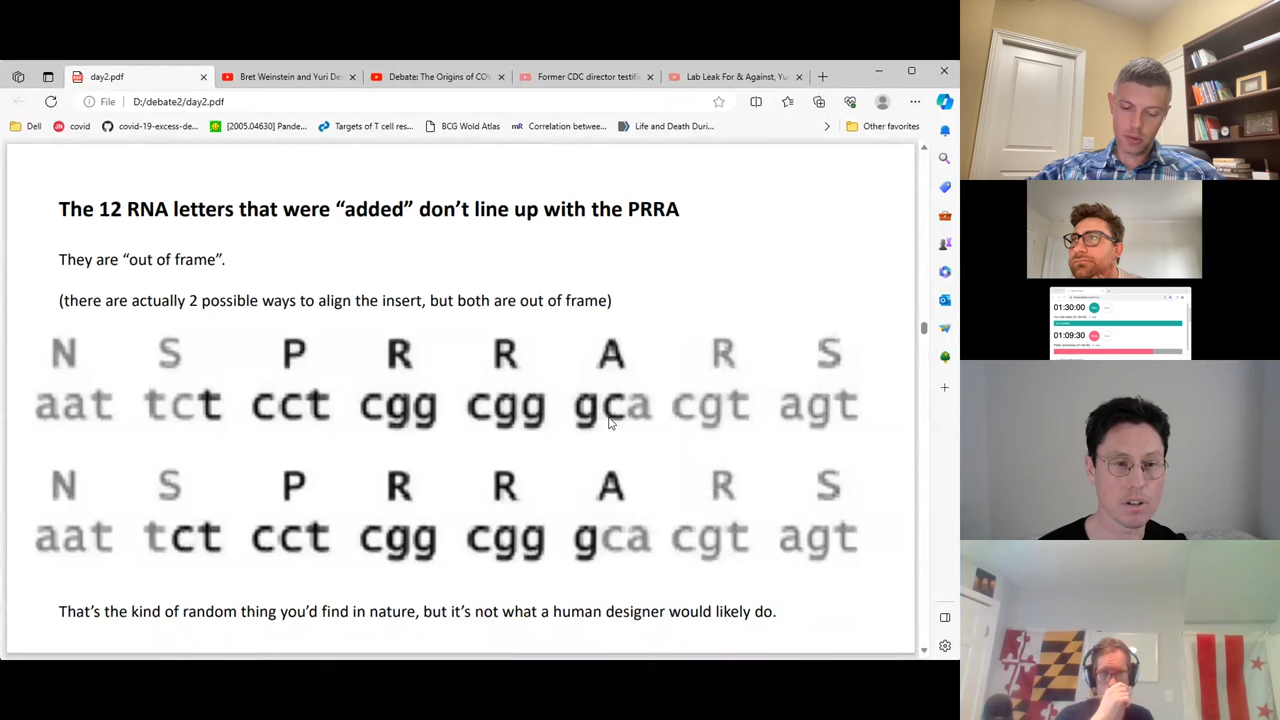 day2.pdf
Bret Weinstein and Yuri De
Debate: The Origins of CO
Former CDC director testifi
Lab Leak For & Against, Yu
File D:/debate2/day2.pdf
Dell
covid
covid-19-excess-de...
[2005.04630] Pande...
Targets of T cell res...
BCG Wold Atlas
mR Correlation betwee...
Life and Death Duri...
Other favorites
The 12 RNA letters that were “added” don’t line up with the PRRA
They are “out of frame”.
(there are actually 2 possible ways to align the insert, but both are out of frame)
N S P R R A R S
aat tct cct cgg cgg gca cgt agt
N S P R R A R S
aat tct cct cgg cgg gca cgt agt
That’s the kind of random thing you’d find in nature, but it’s not what a human designer would likely do.
01:30:00
01:09:30